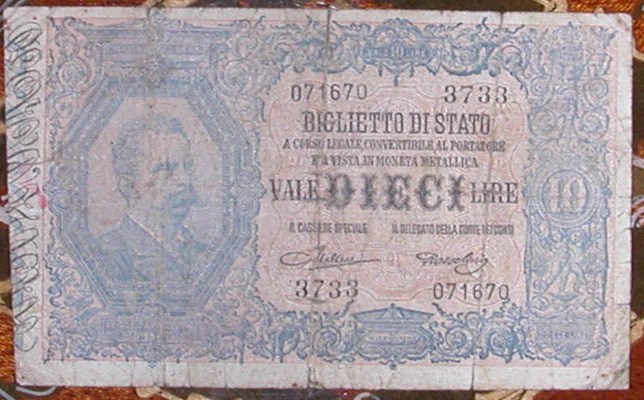 071670 3733
BIGLIETTO DI STATO
A CORSO LEGALE, CONVERTIBILE AL PORTATORE
E A VISTA, IN MONETA METALLICA
VALE DIECI LIRE
IL CASSIERE SPECIALE IL DELEGATO DELLA CORTE DEI CONTI
3733 071670
10